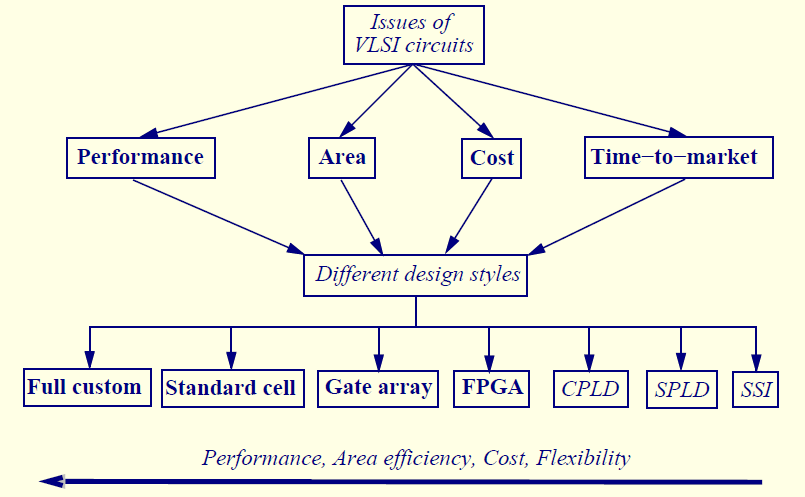 Issues of
VLSI circuits
Performance
Area
Cost
Time−to−market
Different design styles
Full custom
Standard cell
Gate array
FPGA
CPLD
SPLD
SSI
Performance, Area efficiency, Cost, Flexibility